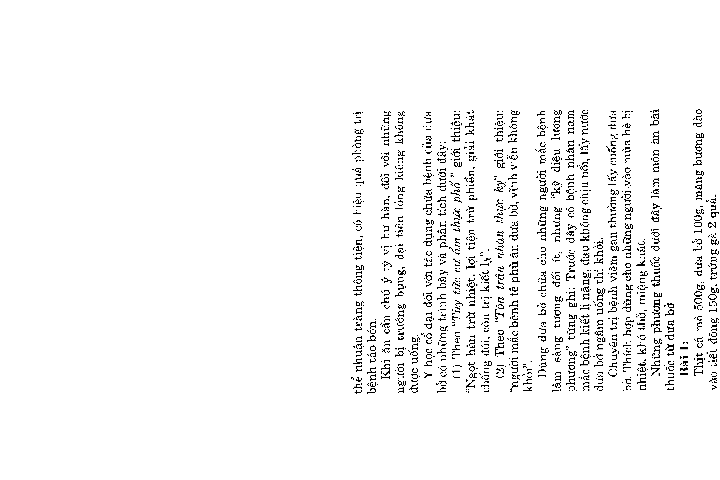 thể nhuận tràng thông tiện, có hiệu quả phòng trị
bệnh táo bón.
Khi ăn cần chú ý tỳ vị hư hàn, đối với những
người bị trướng bụng, đại tiện lỏng kiêng không
được uống.
Y học cổ đại đối với tác dụng chữa bệnh của dưa
bở có những trình bày và phân tích dưới đây:
(1) Theo "Tùy tức cư ẩm thực phổ" giới thiệu:
"Ngọt hàn trừ nhiệt, lợi tiện trừ phiền, giải khát
chống đói, còn trị kiết lỵ".
(2) Theo "Tôn trân nhân thực ký" giới thiệu:
"người mắc bệnh tê phù ăn dưa bở, vĩnh viễn không
khỏi".
Dùng dưa bở chữa cho những người mắc bệnh
lâm sàng tương đối ít, nhưng "kỳ diệu lương
phương" từng ghi: Trước đây có bệnh nhân nam
mắc bệnh kiết lị nặng, đau không chịu nổi, lấy nước
dưa bở ngâm uống thì khỏi.
Chuyên trị bệnh viêm gan thường lấy cuống dưa
bở. Thích hợp dùng cho những người vào mùa hè bị
nhiệt, khó thở, miệng khát.
Những phương thuốc dưới đây làm món ăn bài
thuốc từ dưa bở
Bài 1:
Thịt cá mè 500g, dưa bở 100g, măng hương đào
vào tiết đông 150g, trứng gà 2 quả.